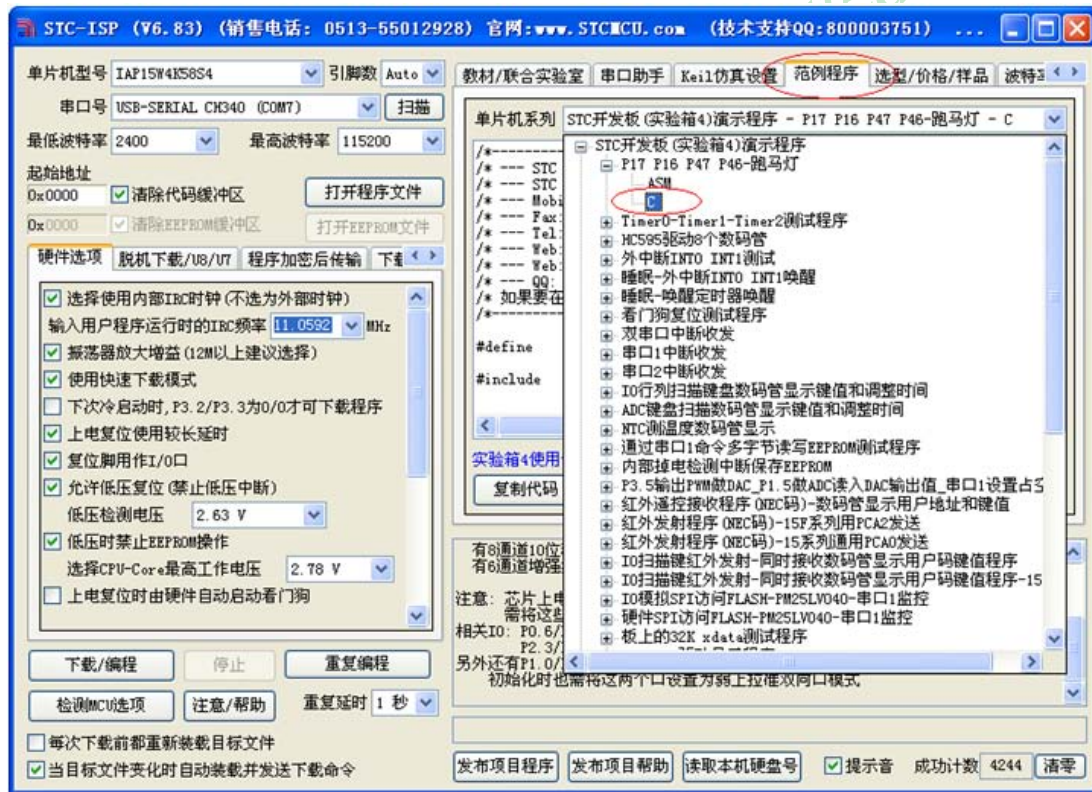 STC-ISP (V6.83) (销售电话: 0513-55012928) 官网:www.STCMCU.com (技术支持QQ:800003751) ...
单片机型号 IAP15W4K58S4 引脚数 Auto
串口号 USB-SERIAL CH340 (COM7) 扫描
最低波特率 2400 最高波特率 115200
起始地址
0x0000 清除代码缓冲区 打开程序文件
0x0000 清除EEPROM缓冲区 打开EEPROM文件
硬件选项 脱机下载/U8/U7 程序加密后传输
选择使用内部IRC时钟(不选为外部时钟)
输入用户程序运行时的IRC频率 11.0592 MHz
振荡器放大增益(12M以上建议选择)
使用快速下载模式
下次冷启动时,P3.2/P3.3为0/0才可下载程序
上电复位使用较长延时
复位脚用作I/O口
允许低压复位(禁止低压中断)
低压检测电压 2.63 V
低压时禁止EEPROM操作
选择CPU-Core最高工作电压 2.78 V
上电复位时由硬件自动启动看门狗
下载/编程 停止 重复编程
检测MCU选项 注意/帮助 重复延时 1 秒
每次下载前都重新装载目标文件
当目标文件变化时自动装载并发送下载命令
教材/联合实验室 串口助手 Keil仿真设置 范例程序 选型/价格/样品 波特率
单片机系列 STC开发板(实验箱4)演示程序 - P17 P16 P47 P46-跑马灯 - C
/*----------
/* --- STC
/* --- STC
/* --- Mobi
/* --- Fax:
/* --- Tel:
/* --- Web:
/* --- Web:
/* --- QQ:
/* 如果要在
/*----------
#define
#include
实验箱4使用
复制代码
STC开发板(实验箱4)演示程序
P17 P16 P47 P46-跑马灯
ASM
C
Timer0-Timer1-Timer2测试程序
HC595驱动8个数码管
外中断INT0 INT1测试
睡眠-外中断INT0 INT1唤醒
睡眠-唤醒定时器唤醒
看门狗复位测试程序
双串口中断收发
串口1中断收发
串口2中断收发
IO行列扫描键盘数码管显示键值和调整时间
ADC键盘扫描数码管显示键值和调整时间
NTC测温度数码管显示
通过串口1命令多字节读写EEPROM测试程序
内部掉电检测中断保存EEPROM
P3.5输出PWM做DAC_P1.5做ADC读入DAC输出值_串口1设置占空
红外遥控接收程序(NEC码)-数码管显示用户地址和键值
红外发射程序(NEC码)-15F系列用PCA2发送
红外发射程序(NEC码)-15系列通用PCA0发送
IO扫描键红外发射-同时接收数码管显示用户码键值程序
IO扫描键红外发射-同时接收数码管显示用户码键值程序-15
IO模拟SPI访问FLASH-PM25LV040-串口1监控
硬件SPI访问FLASH-PM25LV040-串口1监控
板上的32K xdata测试程序
有8通道10位
有6通道增强
注意: 芯片上电
需将这些
相关IO: P0.6/
P2.3/
另外还有P1.0/
初始化时也需将这两个口设置为弱上拉准双向口模式
发布项目程序 发布项目帮助 读取本机硬盘号 提示音 成功计数 4244 清零